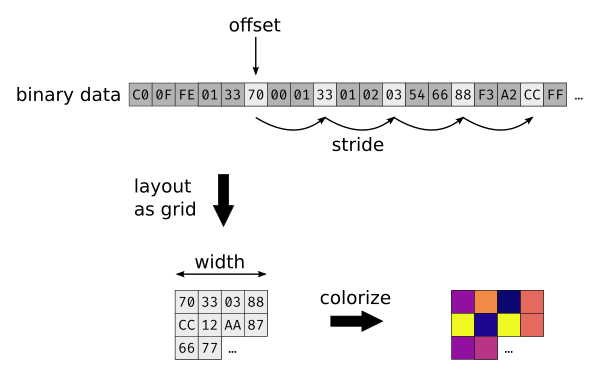 offset
binary data C0 0F FE 01 33 70 00 01 33 01 02 03 54 66 88 F3 A2 CC FF …
stride
layout
as grid
width
70 33 03 88
CC 12 AA 87
66 77 …
colorize
…